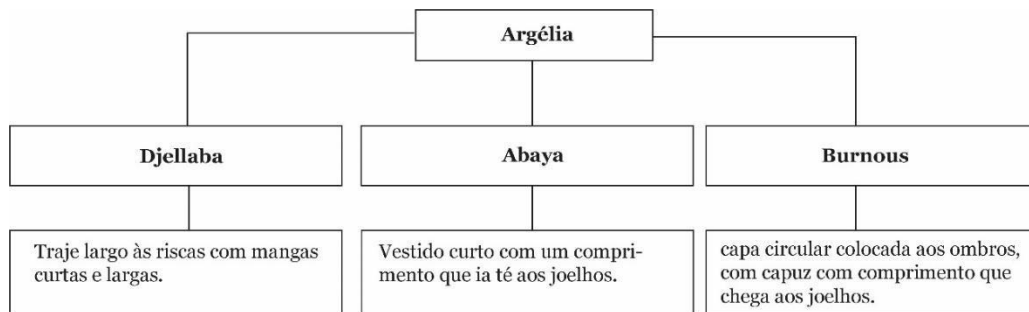 Argélia
Djellaba
Abaya
Burnous
Traje largo às riscas com mangas
curtas e largas.
Vestido curto com um compri-
mento que ia té aos joelhos.
capa circular colocada aos ombros,
com capuz com comprimento que
chega aos joelhos.